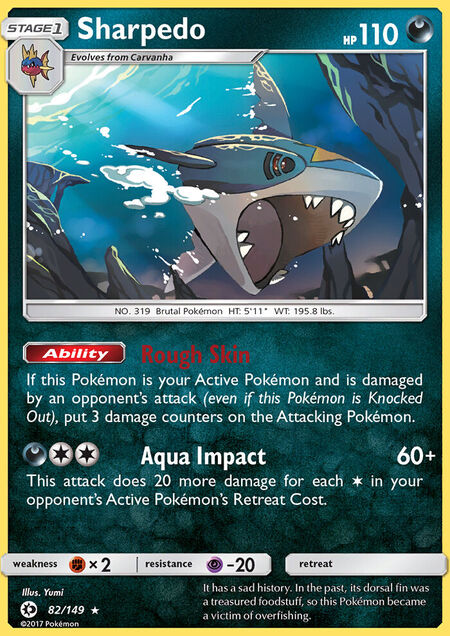 STAGE1
Sharpedo
HP110
Evolves from Carvanha
NO. 319 Brutal Pokémon HT: 5'11" WT: 195.8 lbs.
Ability Rough Skin
If this Pokémon is your Active Pokémon and is damaged
by an opponent's attack (even if this Pokémon is Knocked
Out), put 3 damage counters on the Attacking Pokémon.
Aqua Impact 60+
This attack does 20 more damage for each in your
opponent's Active Pokémon's Retreat Cost.
weakness ×2 resistance -20 retreat
Illus. Yumi
82/149 ★
©2017 Pokémon
It has a sad history. In the past, its dorsal fin was
a treasured foodstuff, so this Pokémon became
a victim of overfishing.